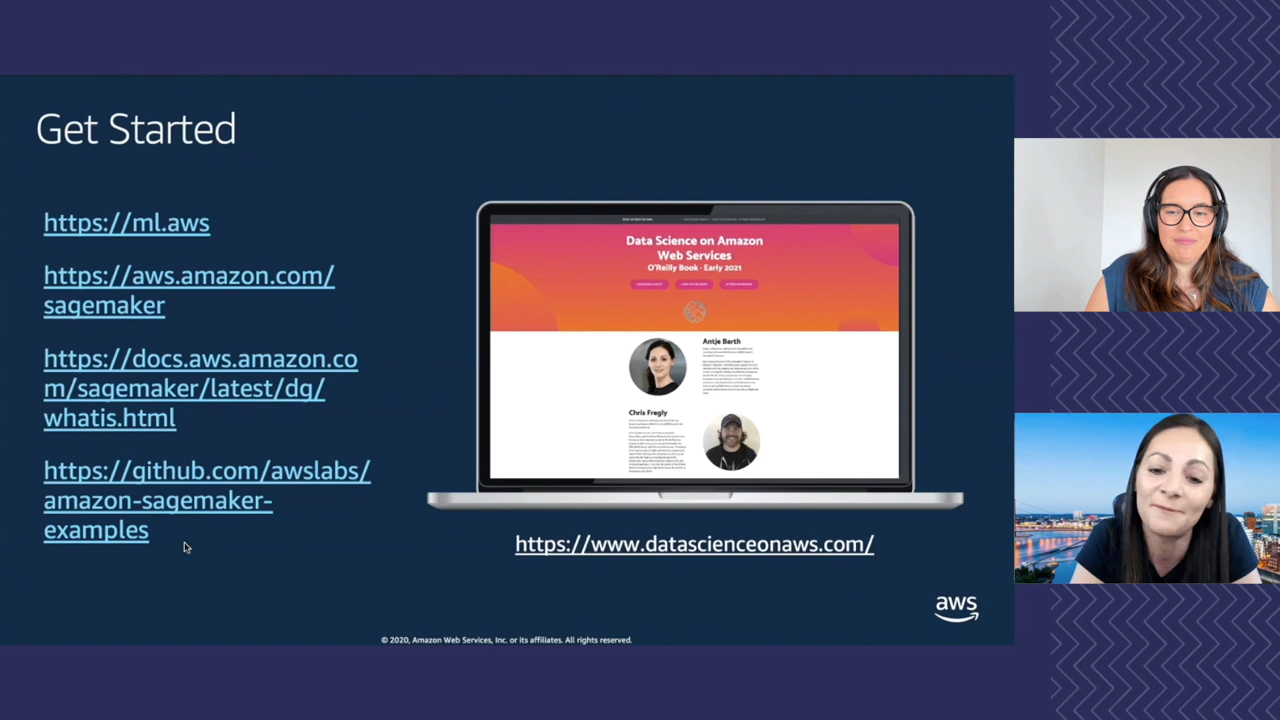 Get Started
https://ml.aws
https://aws.amazon.com/
sagemaker
https://docs.aws.amazon.co
m/sagemaker/latest/dg/
whatis.html
https://github.com/awslabs/
amazon-sagemaker-
examples
Data Science on Amazon
Web Services
O'Reilly Book - Early 2021
Antje Barth
Chris Fregly
https://www.datascienceonaws.com/
aws
© 2020, Amazon Web Services, Inc. or its affiliates. All rights reserved.